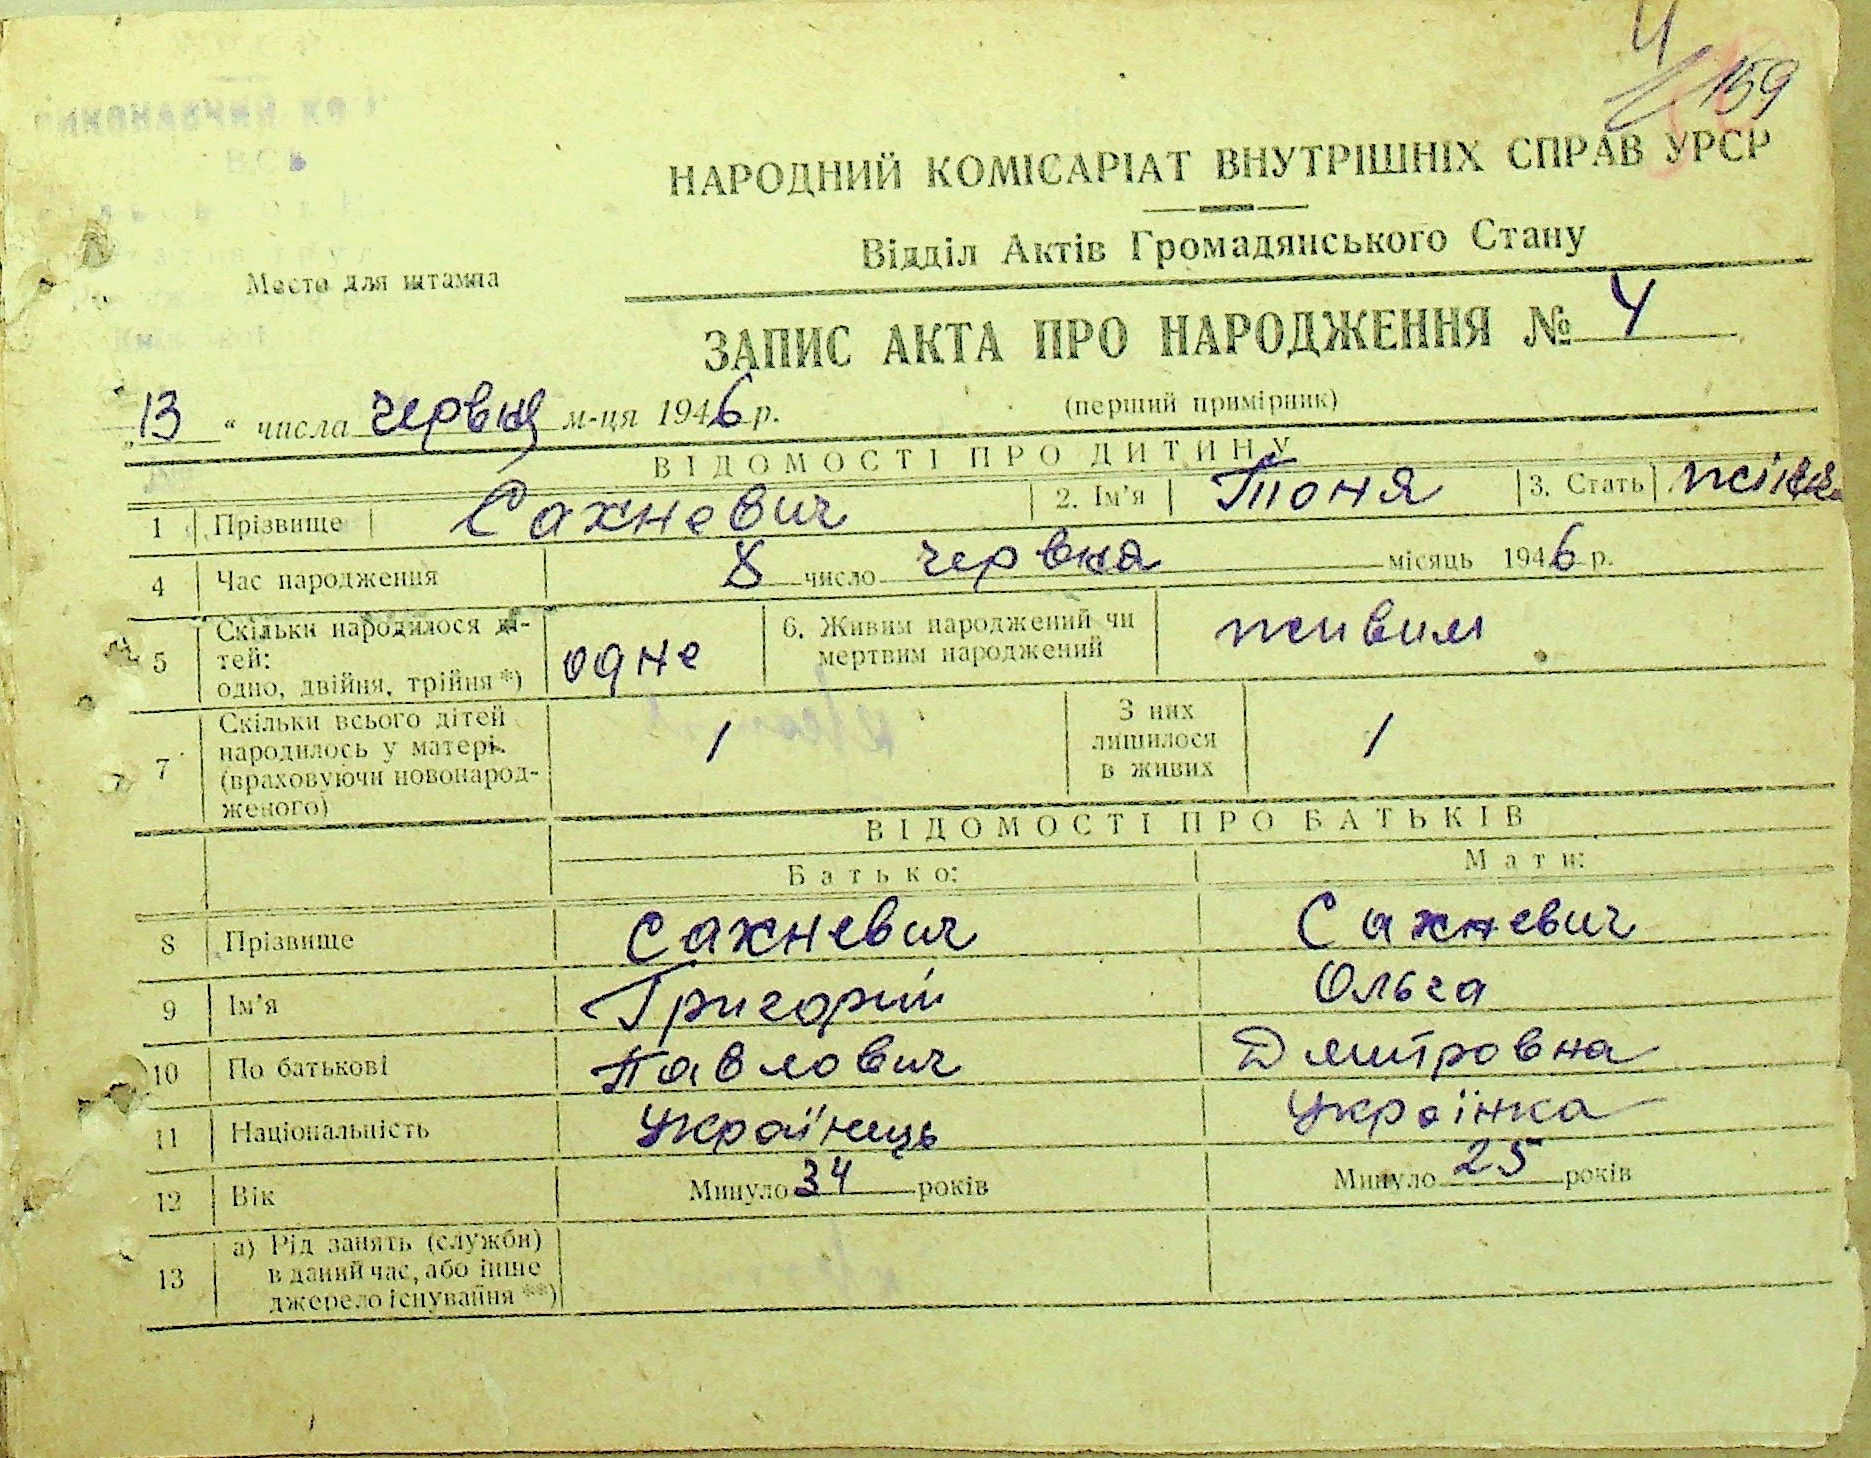 4
159
НАРОДНИЙ КОМІСАРІАТ ВНУТРІШНІХ СПРАВ УРСР
Відділ Актів Громадянського Стану
Место для штампа
ЗАПИС АКТА ПРО НАРОДЖЕННЯ № 4
(перший примірник)
„13“ числа червня м-ця 1946 р.
ВІДОМОСТІ ПРО ДИТИНУ
1 Прізвище Сахневич 2. Ім'я Тоня 3. Стать
4 Час народження 8 число червня місяць 1946 р.
5 Скільки народилося ді-
тей:
одно, двійня, трійня *) одне
6. Живим народжений чи
мертвим народжений живим
7 Скільки всього дітей
народилось у матері
(враховуючи новонарод-
женого) 1
З них
лишилося
в живих 1
ВІДОМОСТІ ПРО БАТЬКІВ
Батько: Мати:
8 Прізвище Сахневич Сахневич
9 Ім'я Григорій Ольга
10 По батькові Павлович Дмитровна
11 Національність Українець Українка
12 Вік Минуло 34 років Минуло 25 років
13 а) Рід занять (служби)
в даний час, або інше
джерело існування **)